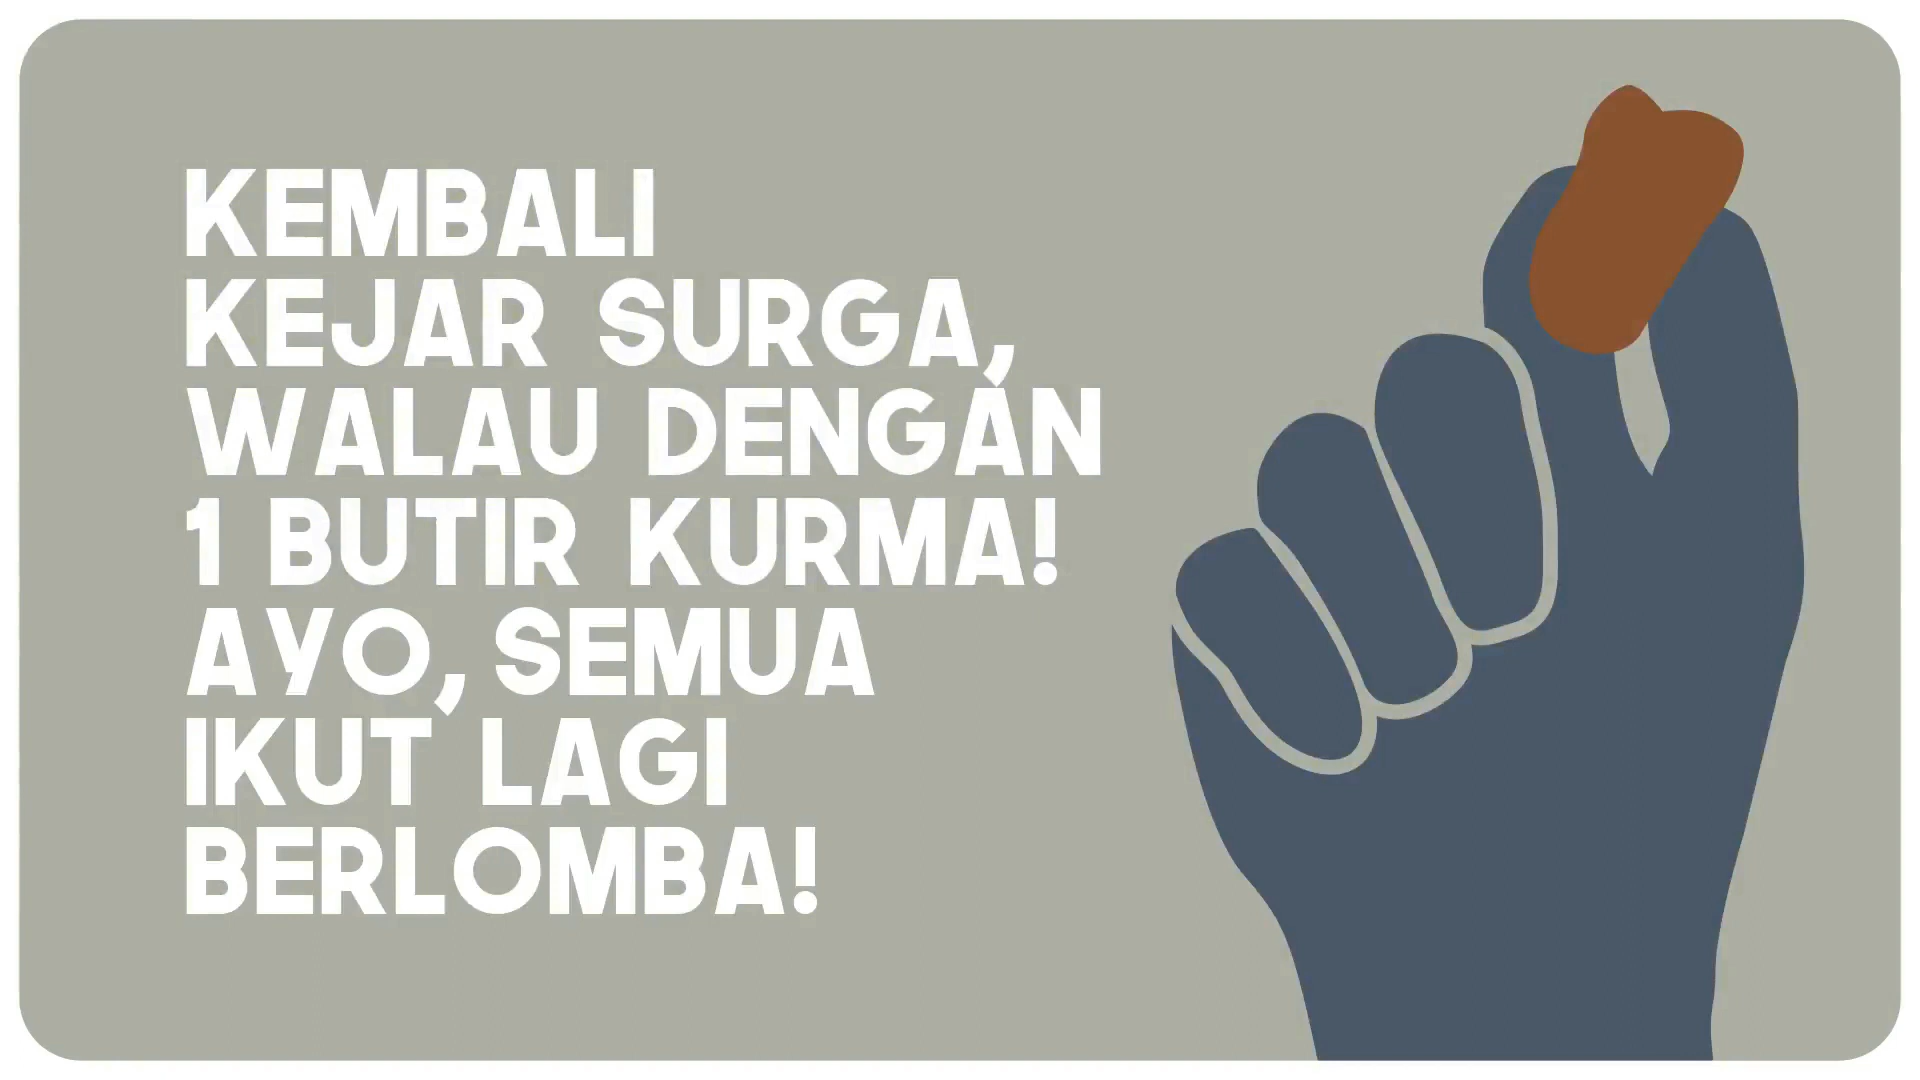 KEMBALI
KEJAR SURGA,
WALAU DENGAN
1 BUTIR KURMA!
AYO, SEMUA
IKUT LAGI
BERLOMBA!